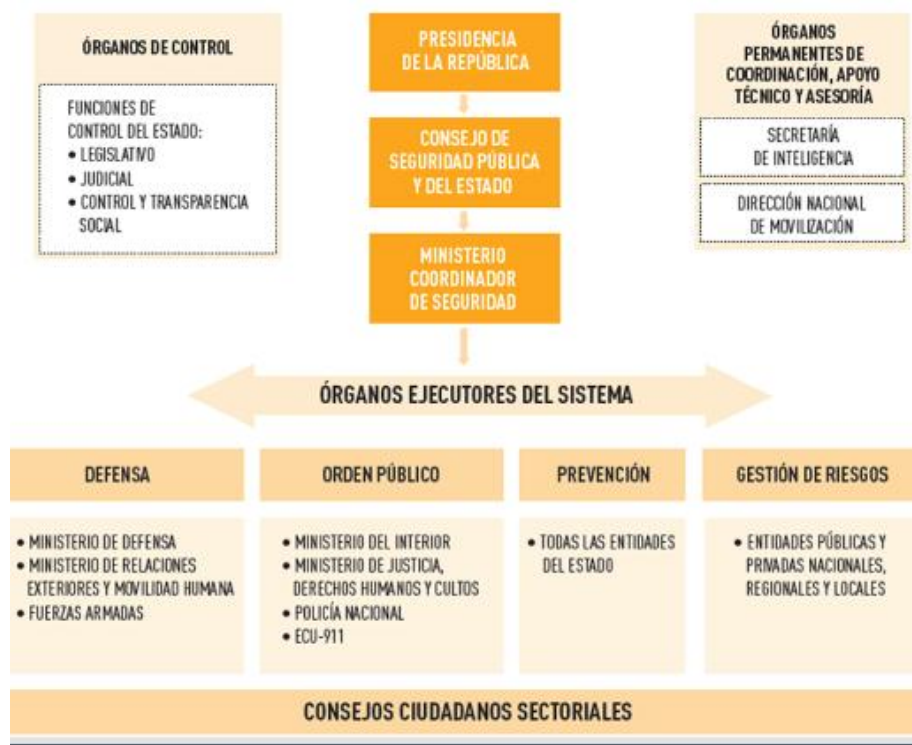 ÓRGANOS DE CONTROL
FUNCIONES DE
CONTROL DEL ESTADO:
• LEGISLATIVO
• JUDICIAL
• CONTROL Y TRANSPARENCIA
SOCIAL
PRESIDENCIA
DE LA REPÚBLICA
CONSEJO DE
SEGURIDAD PÚBLICA
Y DEL ESTADO
MINISTERIO
COORDINADOR
DE SEGURIDAD
ÓRGANOS
PERMANENTES DE
COORDINACIÓN, APOYO
TÉCNICO Y ASESORÍA
SECRETARÍA
DE INTELIGENCIA
DIRECCIÓN NACIONAL
DE MOVILIZACIÓN
ÓRGANOS EJECUTORES DEL SISTEMA
DEFENSA
• MINISTERIO DE DEFENSA
• MINISTERIO DE RELACIONES
EXTERIORES Y MOVILIDAD HUMANA
• FUERZAS ARMADAS
ORDEN PÚBLICO
• MINISTERIO DEL INTERIOR
• MINISTERIO DE JUSTICIA,
DERECHOS HUMANOS Y CULTOS
• POLICÍA NACIONAL
• ECU-911
PREVENCIÓN
• TODAS LAS ENTIDADES
DEL ESTADO
GESTIÓN DE RIESGOS
• ENTIDADES PÚBLICAS Y
PRIVADAS NACIONALES,
REGIONALES Y LOCALES
CONSEJOS CIUDADANOS SECTORIALES